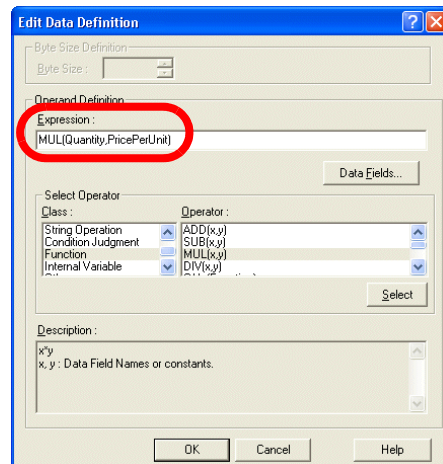 Edit Data Definition
Byte Size Definition
Byte Size :
Operand Definition
Expression :
MUL(Quantity,PricePerUnit)
Data Fields...
Select Operator
Class :
Operator :
String Operation
Condition Judgment
Function
Internal Variable
ADD(x,y)
SUB(x,y)
MUL(x,y)
DIV(x,y)
Select
Description :
x*y
x, y : Data Field Names or constants.
OK
Cancel
Help